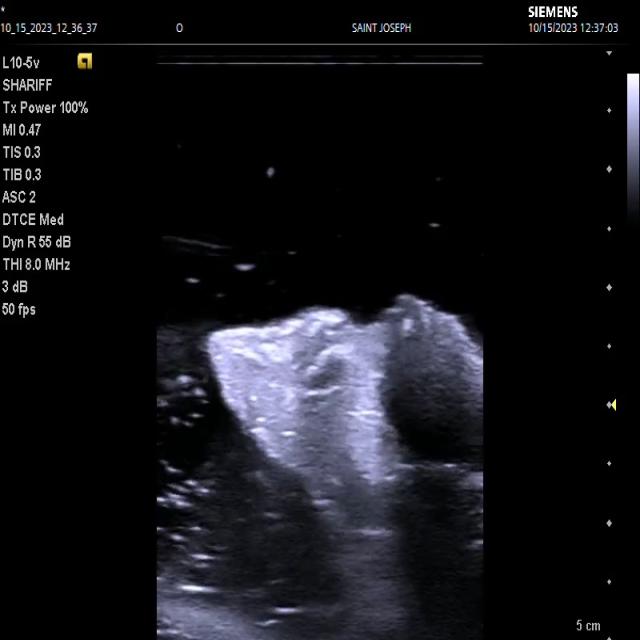 *
SIEMENS
10_15_2023_12_36_37 O SAINT JOSEPH 10/15/2023 12:37:03
L10-5v
SHARIFF
Tx Power 100%
MI 0.47
TIS 0.3
TIB 0.3
ASC 2
DTCE Med
Dyn R 55 dB
THI 8.0 MHz
3 dB
50 fps
5 cm